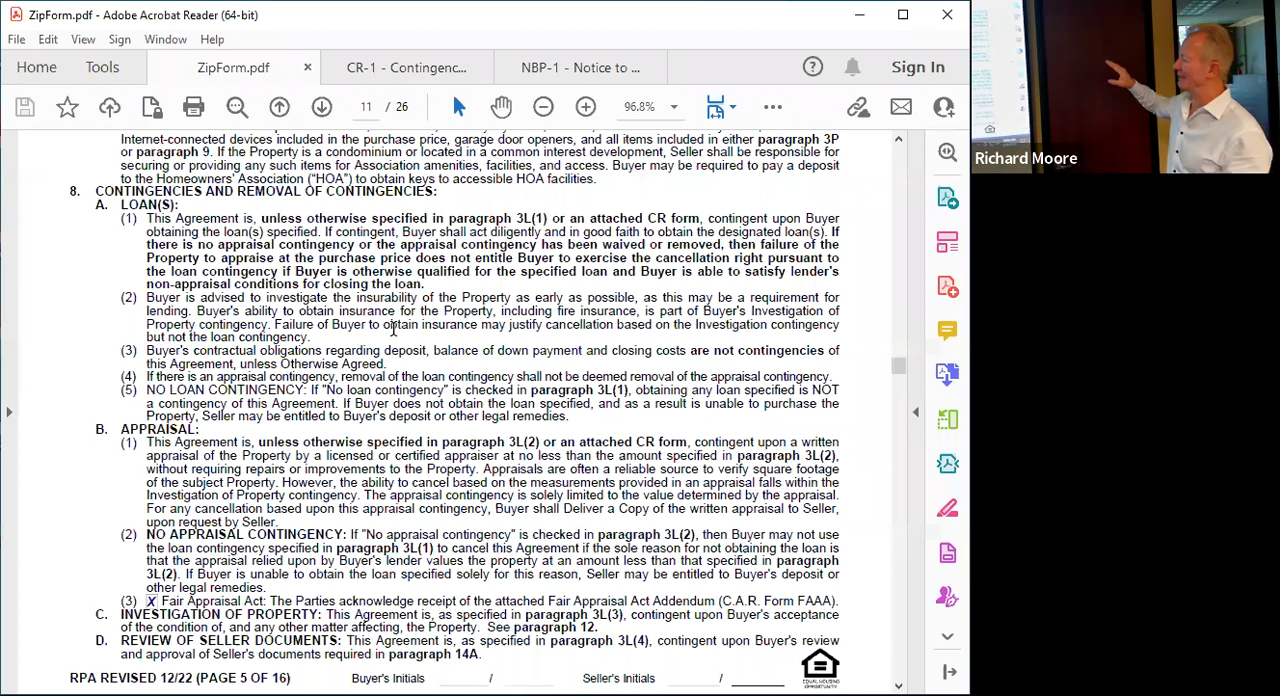 ZipForm.pdf - Adobe Acrobat Reader (64-bit)
File Edit View Sign Window Help
Home Tools ZipForm.pdf × CR-1 - Contingenc... NBP-1 - Notice to ... Sign In
11 / 26 96.8%
Internet-connected devices included in the purchase price, garage door openers, and all items included in either paragraph 3P
or paragraph 9. If the Property is a condominium or located in a common interest development, Seller shall be responsible for
securing or providing any such items for Association amenities, facilities, and access. Buyer may be required to pay a deposit
to the Homeowners' Association ("HOA") to obtain keys to accessible HOA facilities.
8. CONTINGENCIES AND REMOVAL OF CONTINGENCIES:
A. LOAN(S):
(1) This Agreement is, unless otherwise specified in paragraph 3L(1) or an attached CR form, contingent upon Buyer
obtaining the loan(s) specified. If contingent, Buyer shall act diligently and in good faith to obtain the designated loan(s). If
there is no appraisal contingency or the appraisal contingency has been waived or removed, then failure of the
Property to appraise at the purchase price does not entitle Buyer to exercise the cancellation right pursuant to
the loan contingency if Buyer is otherwise qualified for the specified loan and Buyer is able to satisfy lender's
non-appraisal conditions for closing the loan.
(2) Buyer is advised to investigate the insurability of the Property as early as possible, as this may be a requirement for
lending. Buyer's ability to obtain insurance for the Property, including fire insurance, is part of Buyer's Investigation of
Property contingency. Failure of Buyer to obtain insurance may justify cancellation based on the Investigation contingency
but not the loan contingency.
(3) Buyer's contractual obligations regarding deposit, balance of down payment and closing costs are not contingencies of
this Agreement, unless Otherwise Agreed.
(4) If there is an appraisal contingency, removal of the loan contingency shall not be deemed removal of the appraisal contingency.
(5) NO LOAN CONTINGENCY: If "No loan contingency" is checked in paragraph 3L(1), obtaining any loan specified is NOT
a contingency of this Agreement. If Buyer does not obtain the loan specified, and as a result is unable to purchase the
Property, Seller may be entitled to Buyer's deposit or other legal remedies.
B. APPRAISAL:
(1) This Agreement is, unless otherwise specified in paragraph 3L(2) or an attached CR form, contingent upon a written
appraisal of the Property by a licensed or certified appraiser at no less than the amount specified in paragraph 3L(2),
without requiring repairs or improvements to the Property. Appraisals are often a reliable source to verify square footage
of the subject Property. However, the ability to cancel based on the measurements provided in an appraisal falls within the
Investigation of Property contingency. The appraisal contingency is solely limited to the value determined by the appraisal.
For any cancellation based upon this appraisal contingency, Buyer shall Deliver a Copy of the written appraisal to Seller,
upon request by Seller.
(2) NO APPRAISAL CONTINGENCY: If "No appraisal contingency" is checked in paragraph 3L(2), then Buyer may not use
the loan contingency specified in paragraph 3L(1) to cancel this Agreement if the sole reason for not obtaining the loan is
that the appraisal relied upon by Buyer's lender values the property at an amount less than that specified in paragraph
3L(2). If Buyer is unable to obtain the loan specified solely for this reason, Seller may be entitled to Buyer's deposit or
other legal remedies.
(3) X Fair Appraisal Act: The Parties acknowledge receipt of the attached Fair Appraisal Act Addendum (C.A.R. Form FAAA).
C. INVESTIGATION OF PROPERTY: This Agreement is, as specified in paragraph 3L(3), contingent upon Buyer's acceptance
of the condition of, and any other matter affecting, the Property. See paragraph 12.
D. REVIEW OF SELLER DOCUMENTS: This Agreement is, as specified in paragraph 3L(4), contingent upon Buyer's review
and approval of Seller's documents required in paragraph 14A.
RPA REVISED 12/22 (PAGE 5 OF 16) Buyer's Initials / Seller's Initials /
EQUAL HOUSING
OPPORTUNITY
Richard Moore